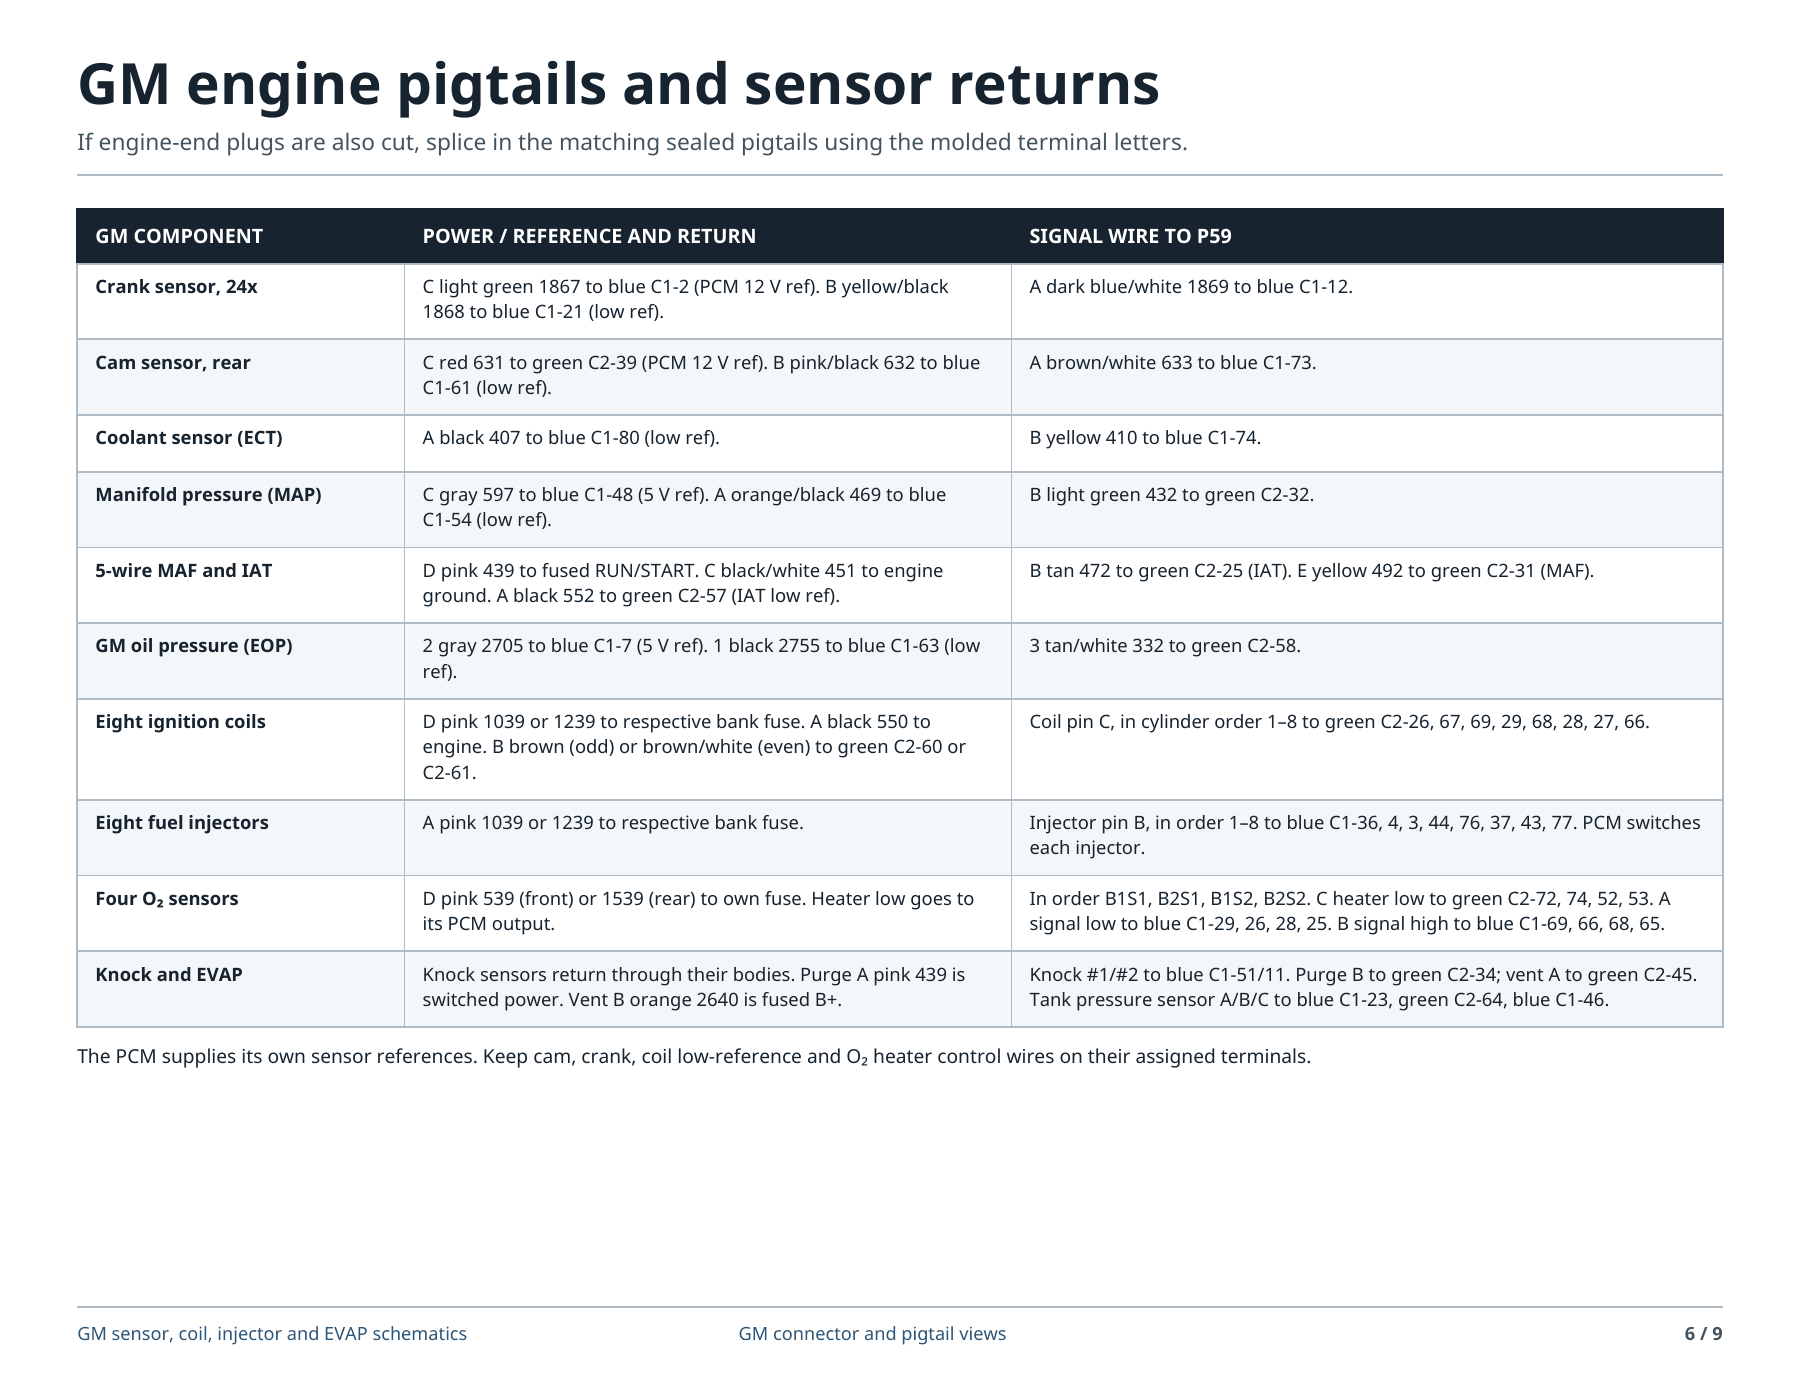 GM engine pigtails and sensor returns
If engine-end plugs are also cut, splice in the matching sealed pigtails using the molded terminal letters.
GM COMPONENT
POWER / REFERENCE AND RETURN
SIGNAL WIRE TO P59
Crank sensor, 24x
C light green 1867 to blue C1-2 (PCM 12 V ref). B yellow/black
1868 to blue C1-21 (low ref).
A dark blue/white 1869 to blue C1-12.
Cam sensor, rear
C red 631 to green C2-39 (PCM 12 V ref). B pink/black 632 to blue
C1-61 (low ref).
A brown/white 633 to blue C1-73.
Coolant sensor (ECT)
A black 407 to blue C1-80 (low ref).
B yellow 410 to blue C1-74.
Manifold pressure (MAP)
C gray 597 to blue C1-48 (5 V ref). A orange/black 469 to blue
C1-54 (low ref).
B light green 432 to green C2-32.
5-wire MAF and IAT
D pink 439 to fused RUN/START. C black/white 451 to engine
ground. A black 552 to green C2-57 (IAT low ref).
B tan 472 to green C2-25 (IAT). E yellow 492 to green C2-31 (MAF).
GM oil pressure (EOP)
2 gray 2705 to blue C1-7 (5 V ref). 1 black 2755 to blue C1-63 (low
ref).
3 tan/white 332 to green C2-58.
Eight ignition coils
D pink 1039 or 1239 to respective bank fuse. A black 550 to
engine. B brown (odd) or brown/white (even) to green C2-60 or
C2-61.
Coil pin C, in cylinder order 1–8 to green C2-26, 67, 69, 29, 68, 28, 27, 66.
Eight fuel injectors
A pink 1039 or 1239 to respective bank fuse.
Injector pin B, in order 1–8 to blue C1-36, 4, 3, 44, 76, 37, 43, 77. PCM switches
each injector.
Four O₂ sensors
D pink 539 (front) or 1539 (rear) to own fuse. Heater low goes to
its PCM output.
In order B1S1, B2S1, B1S2, B2S2. C heater low to green C2-72, 74, 52, 53. A
signal low to blue C1-29, 26, 28, 25. B signal high to blue C1-69, 66, 68, 65.
Knock and EVAP
Knock sensors return through their bodies. Purge A pink 439 is
switched power. Vent B orange 2640 is fused B+.
Knock #1/#2 to blue C1-51/11. Purge B to green C2-34; vent A to green C2-45.
Tank pressure sensor A/B/C to blue C1-23, green C2-64, blue C1-46.
The PCM supplies its own sensor references. Keep cam, crank, coil low-reference and O₂ heater control wires on their assigned terminals.
GM sensor, coil, injector and EVAP schematics
GM connector and pigtail views
6 / 9